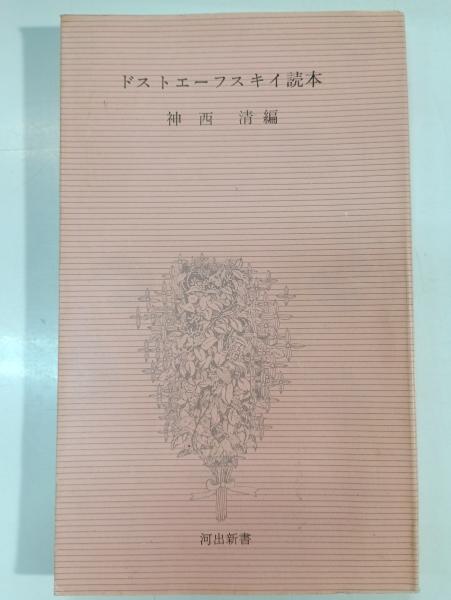 ドストエーフスキイ読本
神西 清編
河出新書